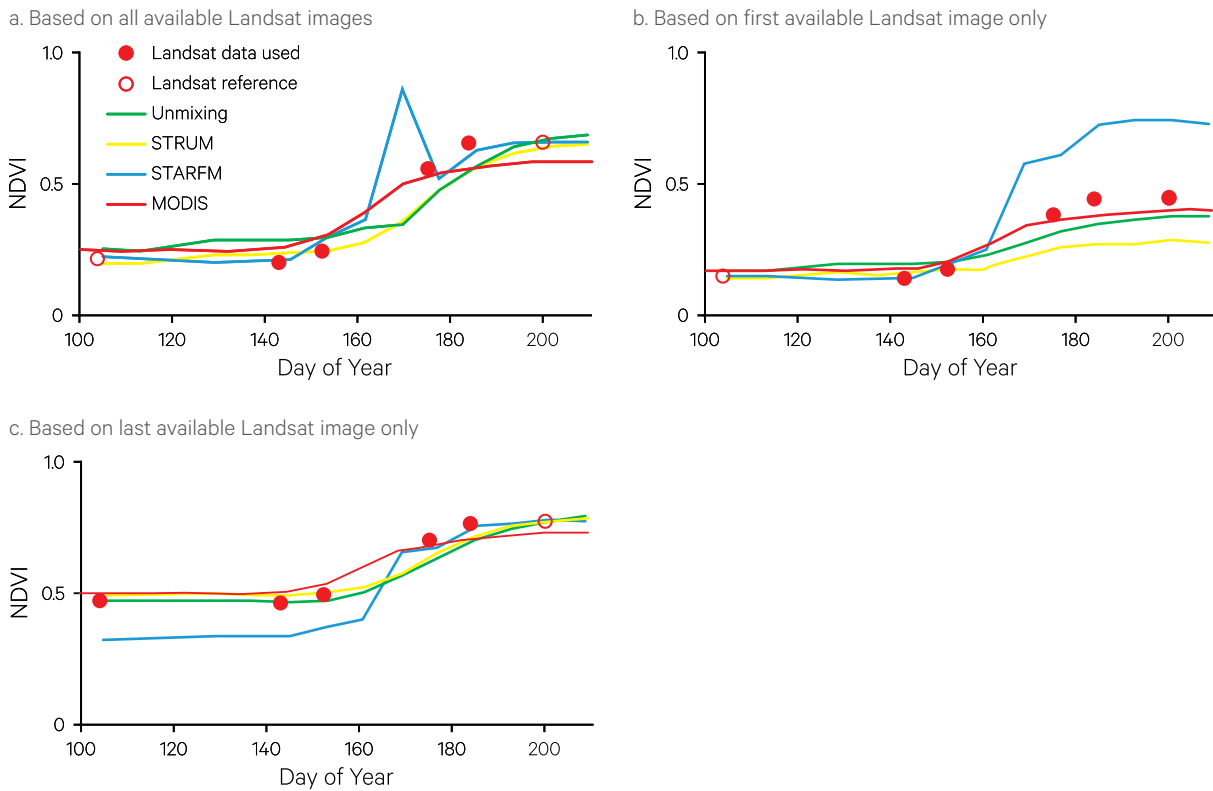 a. Based on all available Landsat images
1.0
Landsat data used
Landsat reference
Unmixing
STRUM
STARFM
MODIS
NDVI
0.5
0
100 120 140 160 180 200
Day of Year
b. Based on first available Landsat image only
1.0
NDVI
0.5
0
100 120 140 160 180 200
Day of Year
c. Based on last available Landsat image only
1.0
NDVI
0.5
0
100 120 140 160 180 200
Day of Year